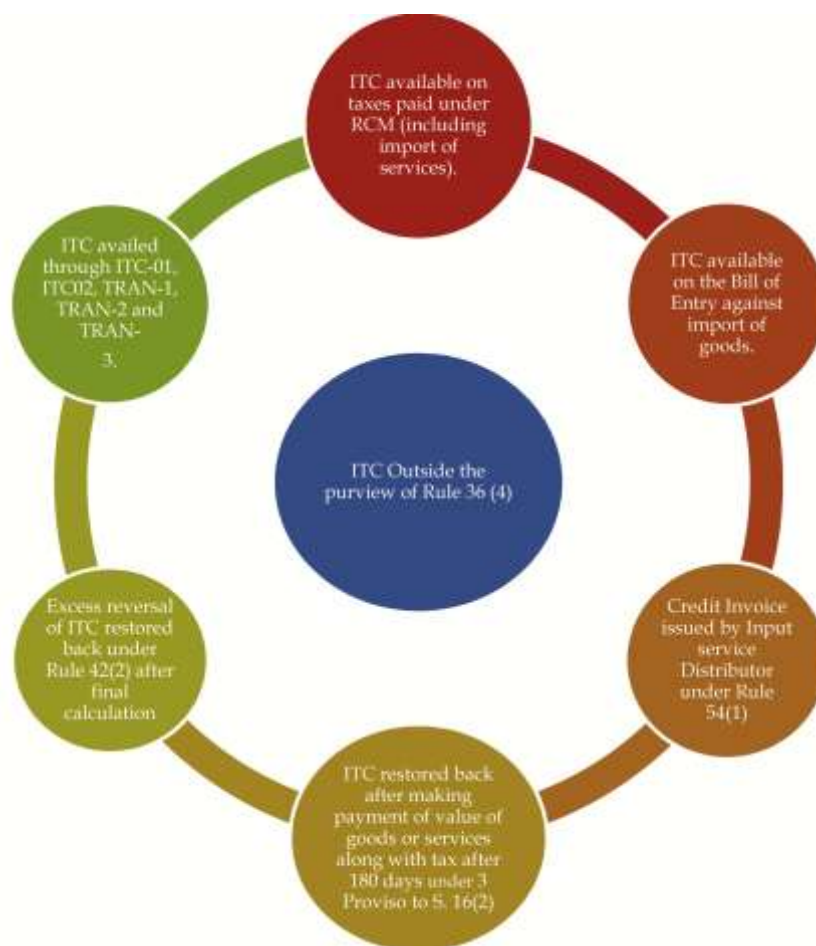 ITC available on
taxes paid under
RCM (including
import of
services).
ITC available
on the Bill of
Entry against
import of
goods.
Credit Invoice
issued by Input
service
Distributor
under Rule
54(1)
ITC restored back
after making
payment of value of
goods or services
along with tax after
180 days under 3
Proviso to S. 16(2)
Excess reversal
of ITC restored
back under
Rule 42(2) after
final
calculation
ITC availed
through ITC-01,
ITC02, TRAN-1,
TRAN-2 and
TRAN-
3.
ITC Outside the
purview of Rule 36 (4)